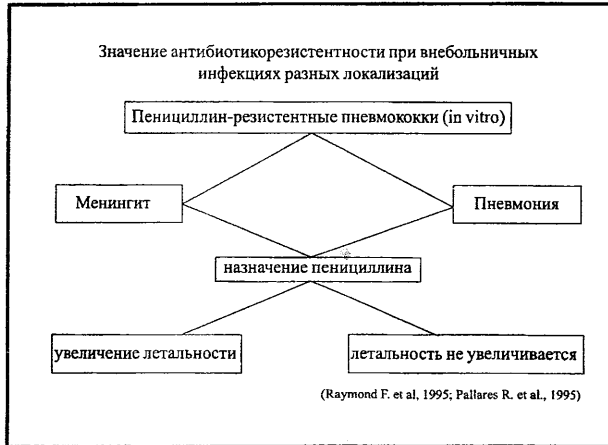 Значение антибиотикорезистентности при внебольничных
инфекциях разных локализаций
Пенициллин-резистентные пневмококки (in vitro)
Менингит
Пневмония
назначение пенициллина
увеличение летальности
летальность не увеличивается
(Raymond F. et al, 1995; Pallares R. et al., 1995)